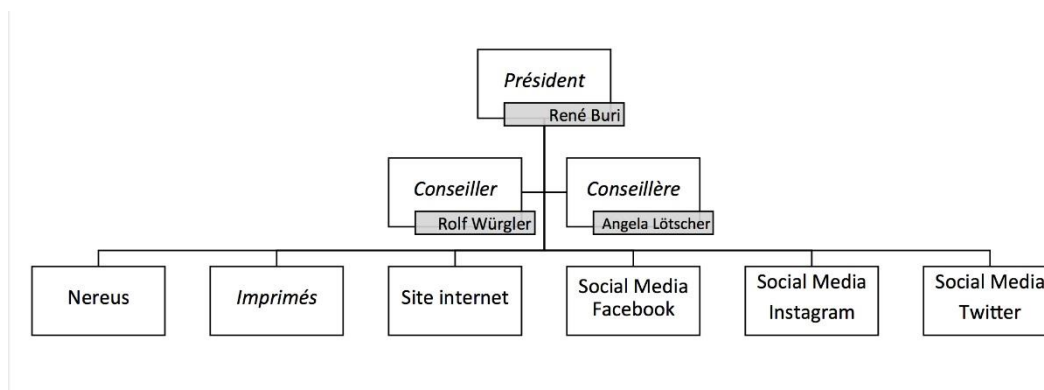 Président
René Buri
Conseiller
Rolf Würgler
Conseillère
Angela Lötscher
Nereus
Imprimés
Site internet
Social Media
Facebook
Social Media
Instagram
Social Media
Twitter